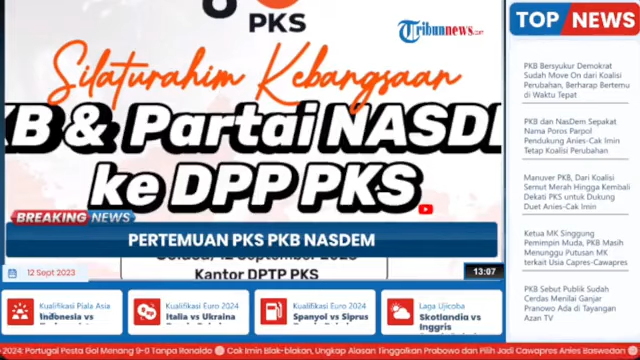 PKS
Tribunnews.com
TOP NEWS
Silaturahim Kebangsaan
KB & Partai NASDE
ke DPP PKS
BREAKING NEWS
PERTEMUAN PKS PKB NASDEM
Kantor DPTP PKS
12 Sept 2023
13:07
PKB Bersyukur Demokrat
Sudah Move On dari Koalisi
Perubahan, Berharap Bertemu
di Waktu Tepat
PKB dan NasDem Sepakat
Nama Poros Parpol
Pendukung Anies-Cak Imin
Tetap Koalisi Perubahan
Manuver PKB, Dari Koalisi
Semut Merah Hingga Kembali
Dekati PKS untuk Dukung
Duet Anies-Cak Imin
Ketua MK Singgung
Pemimpin Muda, PKB Masih
Menunggu Putusan MK
terkait Usia Capres-Cawapres
PKB Sebut Publik Sudah
Cerdas Menilai Ganjar
Pranowo Ada di Tayangan
Azan TV
Kualifikasi Piala Asia
Indonesia vs
Kualifikasi Euro 2024
Italia vs Ukraina
Kualifikasi Euro 2024
Spanyol vs Siprus
Laga Ujicoba
Skotlandia vs
Inggris
2024: Portugal Pesta Gol Menang 9-0 Tanpa Ronaldo Cak Imin Blak-blakan, Ungkap Alasan Tinggalkan Prabowo dan Pilih Jadi Cawapres Anies Baswedan